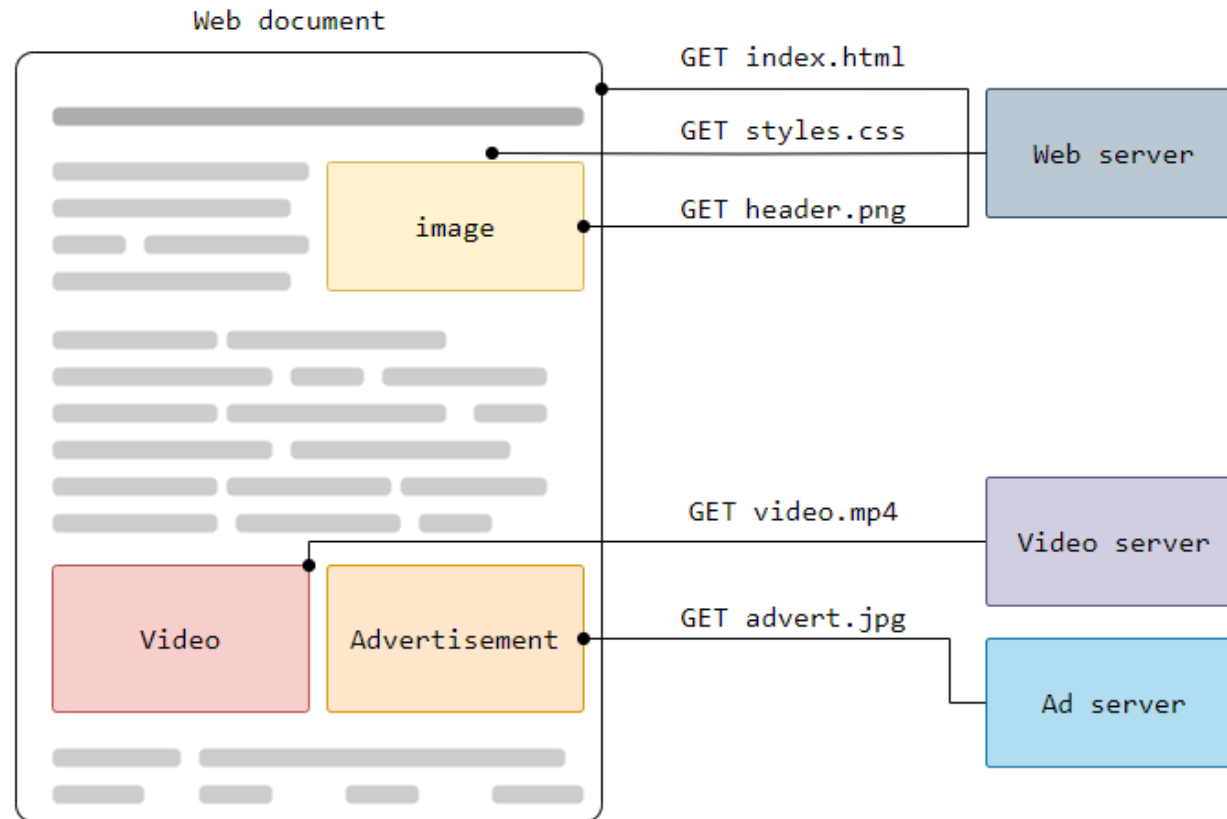 Web document
GET index.html
GET styles.css
Web server
GET header.png
image
GET video.mp4
Video server
Video
Advertisement
GET advert.jpg
Ad server